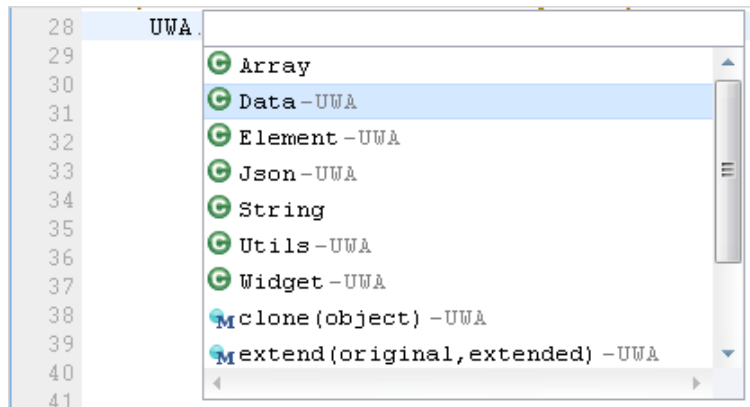 28 UWA.
29
Array
30
Data-UWA
31
32 Element-UWA
33 Json-UWA
34 String
35
Utils-UWA
36
37 Widget-UWA
38 clone(object) -UWA
39 extend(original,extended) -UWA
40
41